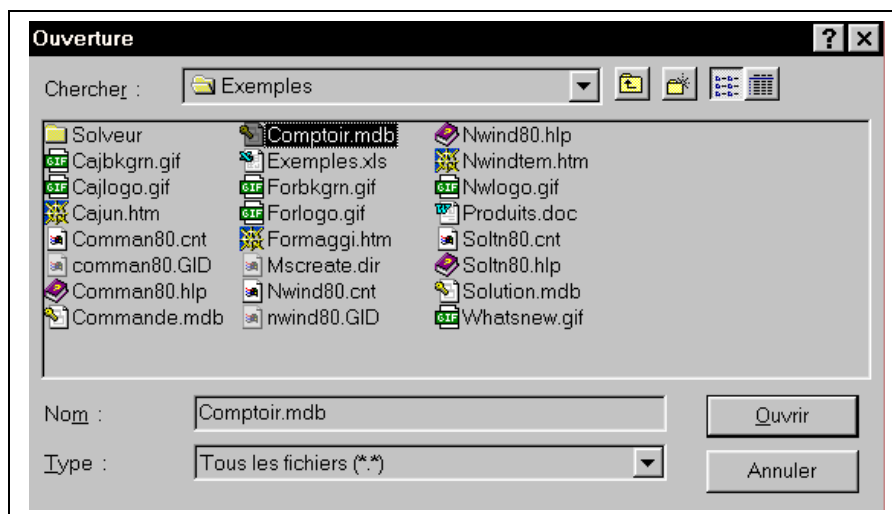 Ouverture
Chercher :
Exemples
Solveur
Cajbkgrn.gif
Cajlogo.gif
Cajun.htm
Comman80.cnt
comman80.GID
Comman80.hlp
Commande.mdb
Comptoir.mdb
Exemples.xls
Forbkgrn.gif
Forlogo.gif
Formaggi.htm
Mscreate.dir
Nwind80.cnt
nwind80.GID
Nwind80.hlp
Nwindtem.htm
Nwlogo.gif
Produits.doc
Soltn80.cnt
Soltn80.hlp
Solution.mdb
Whatsnew.gif
Nom :
Comptoir.mdb
Ouvrir
Type :
Tous les fichiers (*.*)
Annuler